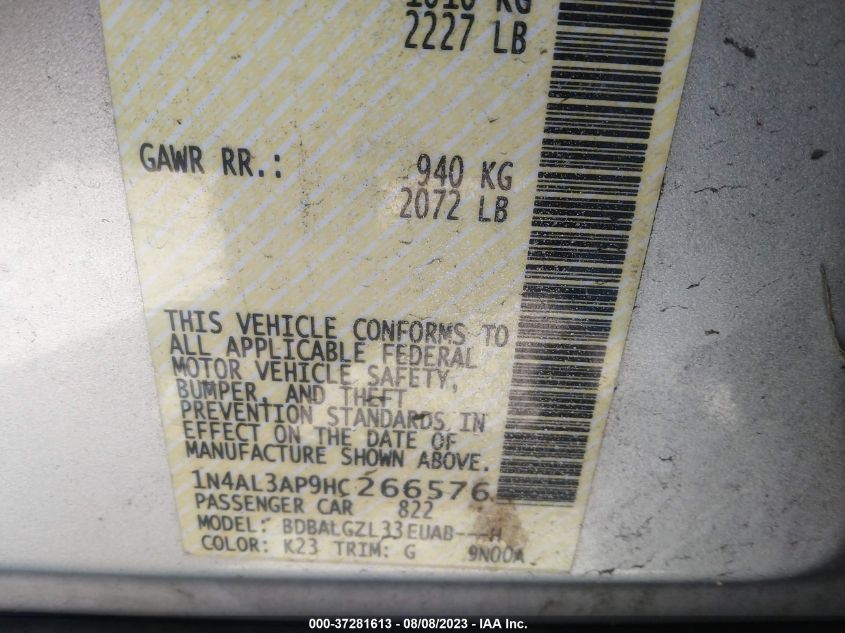 1010 KG
2227 LB
GAWR RR.: 940 KG
2072 LB
THIS VEHICLE CONFORMS TO
ALL APPLICABLE FEDERAL
MOTOR VEHICLE SAFETY,
BUMPER, AND THEFT
PREVENTION STANDARDS IN
EFFECT ON THE DATE OF
MANUFACTURE SHOWN ABOVE.
1N4AL3AP9HC266576
PASSENGER CAR 822
MODEL: BDBALGZL33EUAB---H
COLOR: K23 TRIM: G 9N00A
000-37281613 — 08/08/2023 — IAA Inc.